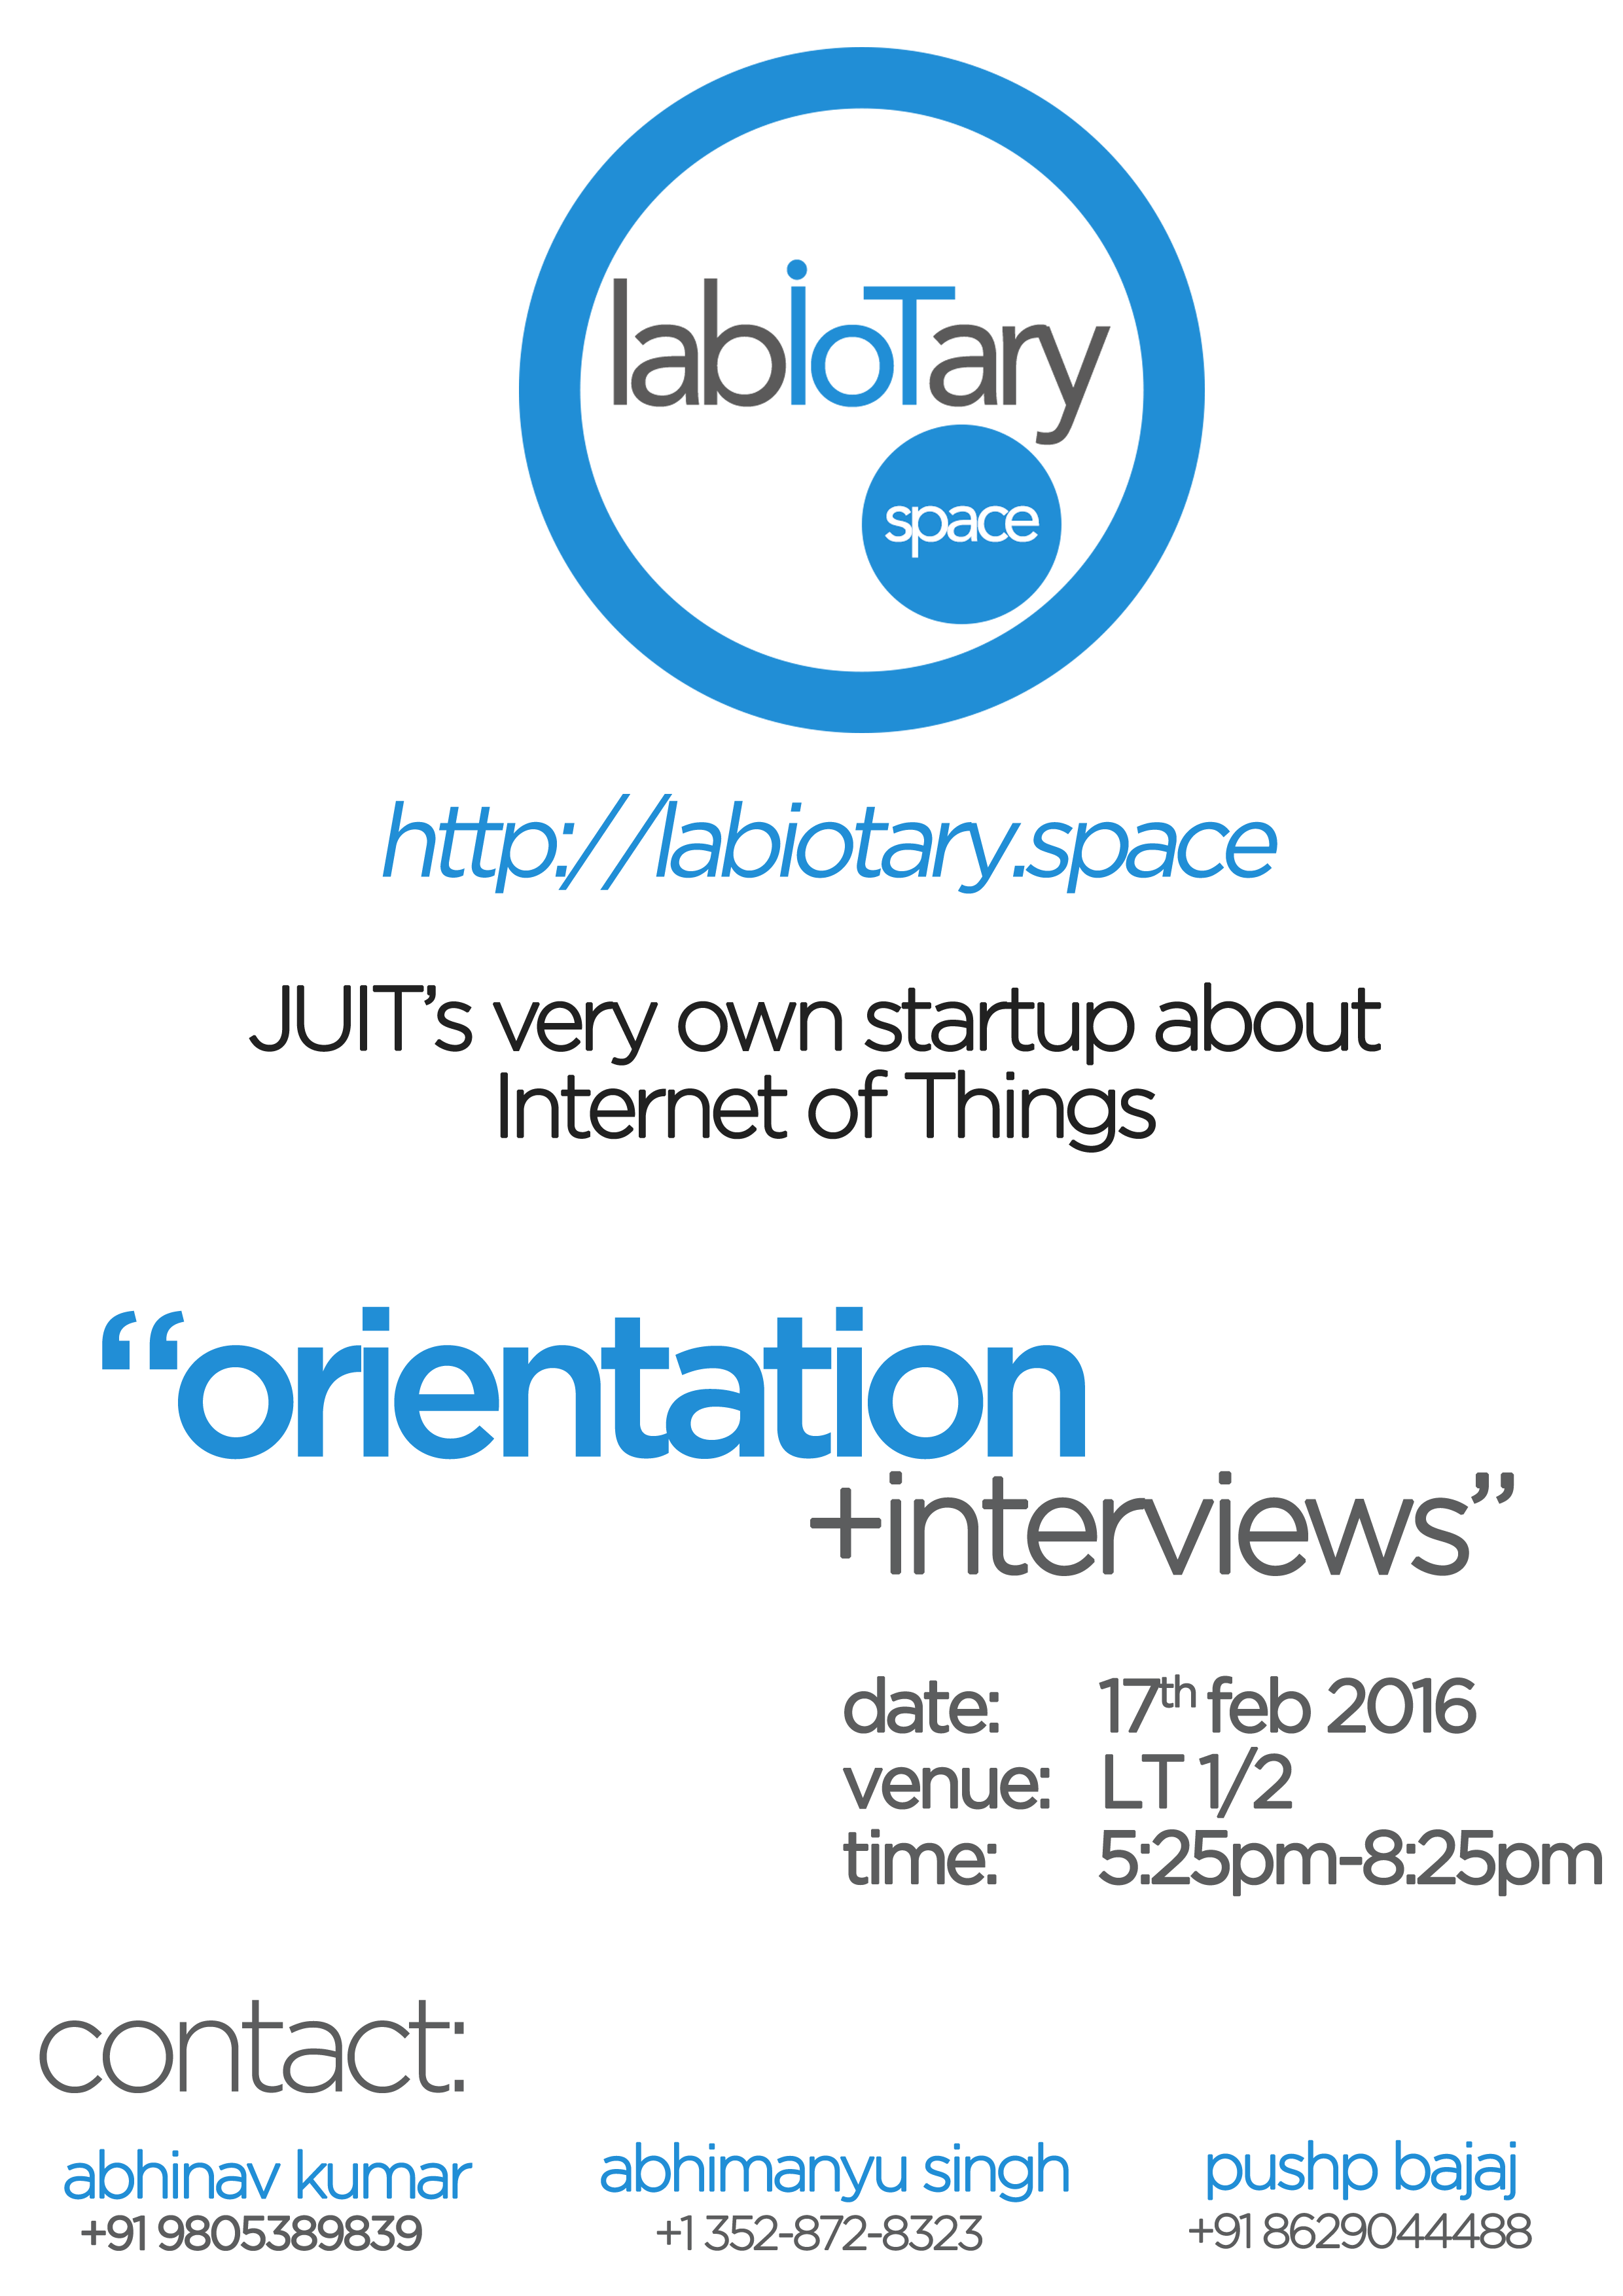 labIoTary
space
http://labiotary.space
JUIT’s very own startup about
Internet of Things
“orientation
+interviews”
date: 17th feb 2016
venue: LT 1/2
time: 5:25pm-8:25pm
contact:
abhinav kumar
+91 9805389839
abhimanyu singh
+1 352-872-8323
pushp bajaj
+91 8629044488